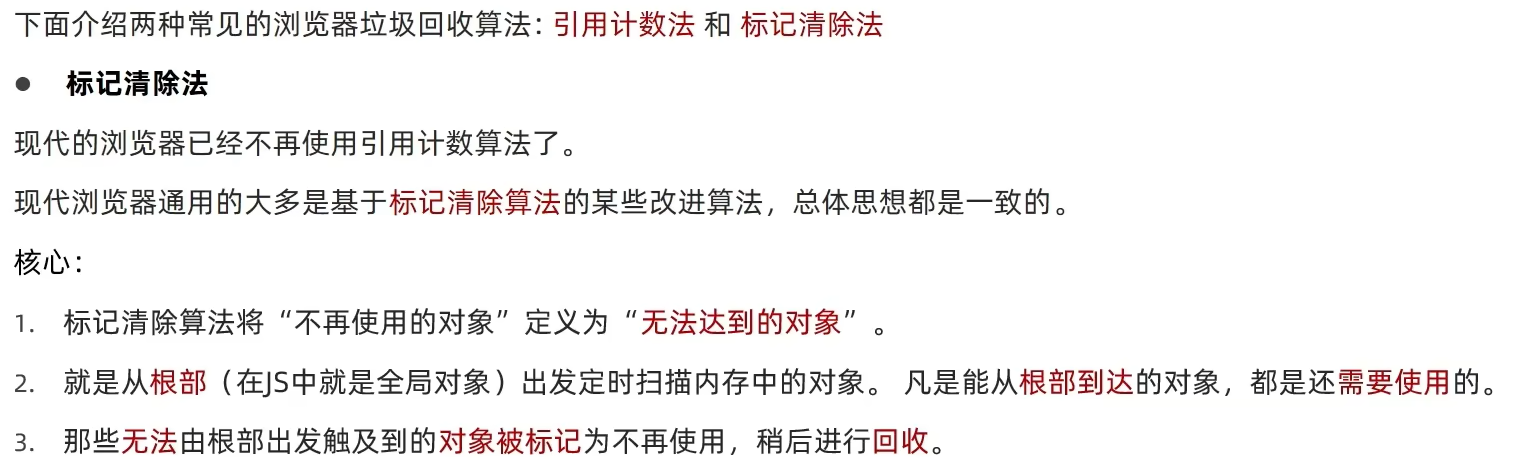 下面介绍两种常见的浏览器垃圾回收算法: 引用计数法 和 标记清除法
● 标记清除法
现代的浏览器已经不再使用引用计数算法了。
现代浏览器通用的大多是基于标记清除算法的某些改进算法，总体思想都是一致的。
核心：
1. 标记清除算法将“不再使用的对象”定义为“无法达到的对象”。
2. 就是从根部（在JS中就是全局对象）出发定时扫描内存中的对象。 凡是能从根部到达的对象，都是还需要使用的。
3. 那些无法由根部出发触及到的对象被标记为不再使用，稍后进行回收。